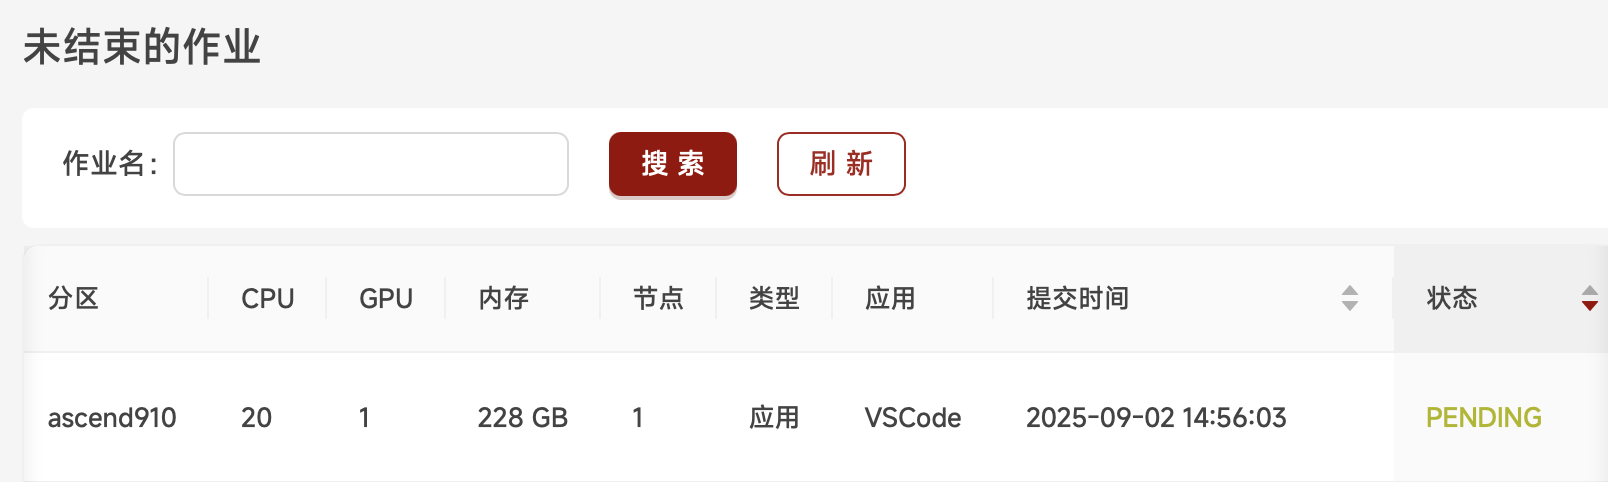 未结束的作业
作业名： 搜 索 刷 新
分区 CPU GPU 内存 节点 类型 应用 提交时间 状态
ascend910 20 1 228 GB 1 应用 VSCode 2025-09-02 14:56:03 PENDING